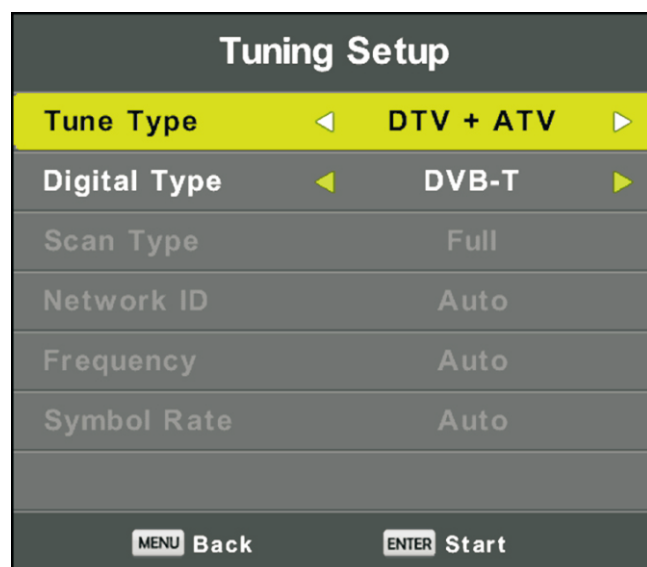 Tuning Setup
Tune Type DTV + ATV
Digital Type DVB-T
Scan Type Full
Network ID Auto
Frequency Auto
Symbol Rate Auto
MENU Back ENTER Start